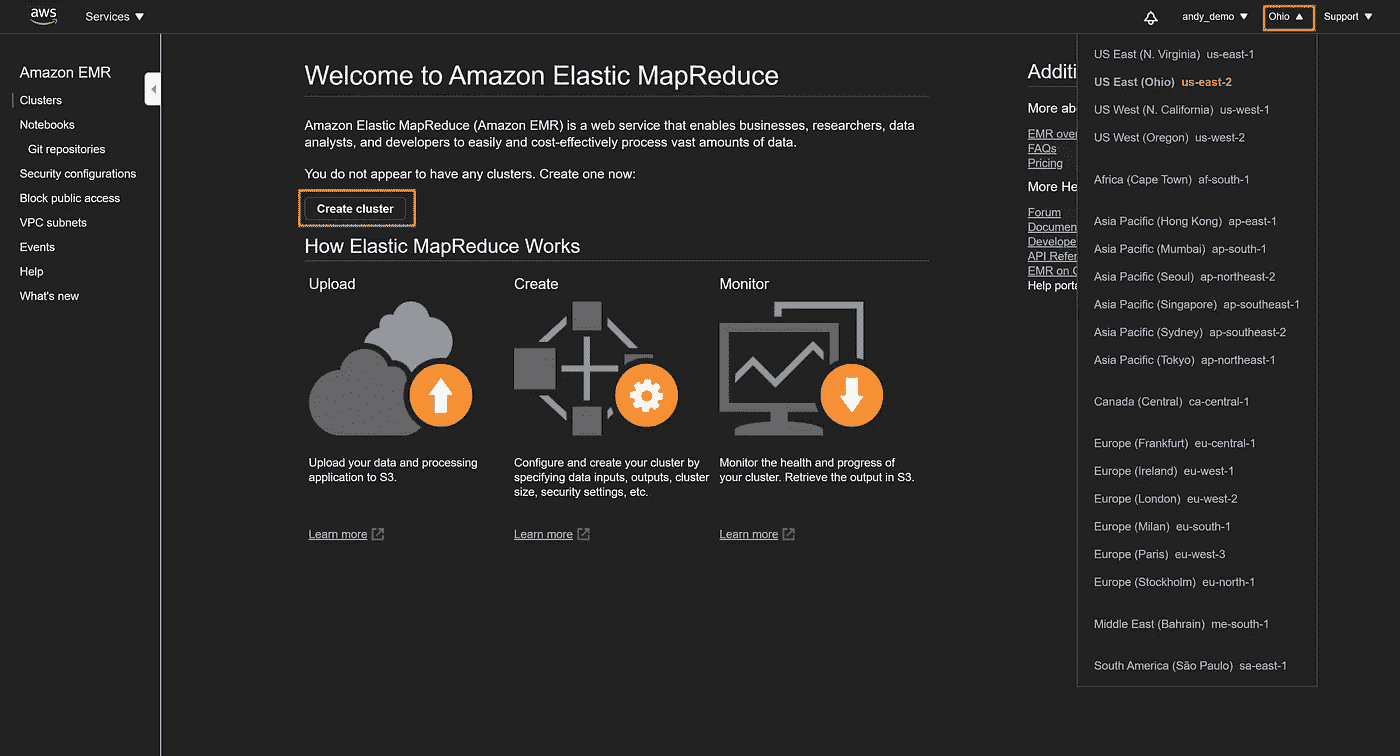 aws
Services
andy_demo
Ohio
Support
Amazon EMR
Clusters
Notebooks
Git repositories
Security configurations
Block public access
VPC subnets
Events
Help
What's new
Welcome to Amazon Elastic MapReduce
Amazon Elastic MapReduce (Amazon EMR) is a web service that enables businesses, researchers, data
analysts, and developers to easily and cost-effectively process vast amounts of data.
You do not appear to have any clusters. Create one now:
Create cluster
How Elastic MapReduce Works
Upload
Upload your data and processing
application to S3.
Learn more
Create
Configure and create your cluster by
specifying data inputs, outputs, cluster
size, security settings, etc.
Learn more
Monitor
Monitor the health and progress of
your cluster. Retrieve the output in S3.
Learn more
Additi
More ab
EMR over
FAQs
Pricing
More He
Forum
Documen
Develope
API Refer
EMR on
Help porta
US East (N. Virginia) us-east-1
US East (Ohio) us-east-2
US West (N. California) us-west-1
US West (Oregon) us-west-2
Africa (Cape Town) af-south-1
Asia Pacific (Hong Kong) ap-east-1
Asia Pacific (Mumbai) ap-south-1
Asia Pacific (Seoul) ap-northeast-2
Asia Pacific (Singapore) ap-southeast-1
Asia Pacific (Sydney) ap-southeast-2
Asia Pacific (Tokyo) ap-northeast-1
Canada (Central) ca-central-1
Europe (Frankfurt) eu-central-1
Europe (Ireland) eu-west-1
Europe (London) eu-west-2
Europe (Milan) eu-south-1
Europe (Paris) eu-west-3
Europe (Stockholm) eu-north-1
Middle East (Bahrain) me-south-1
South America (São Paulo) sa-east-1